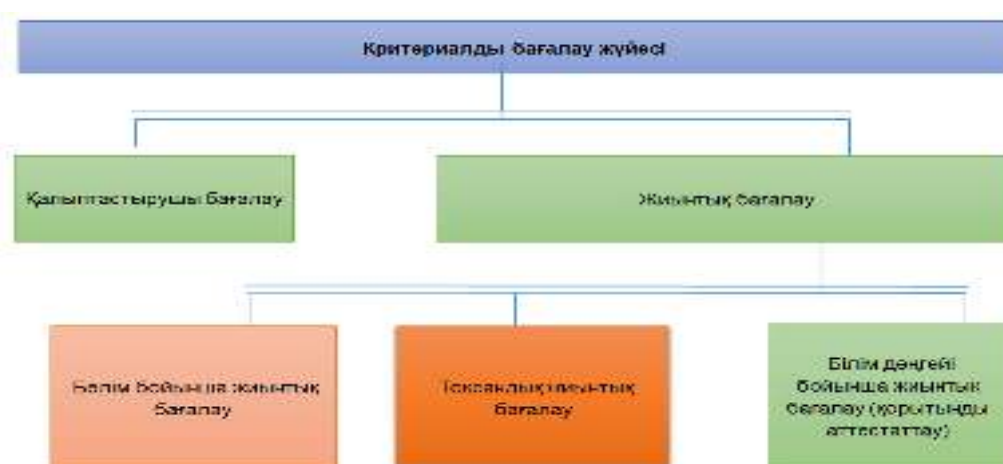 Критериалды бағалау жүйесі
Қалыптастырушы бағалау
Жиынтық бағалау
Бөлім бойынша жиынтық
бағалау
Тоқсандық жиынтық
бағалау
Білім деңгейі
бойынша жиынтық
бағалау (қорытынды
аттестаттау)